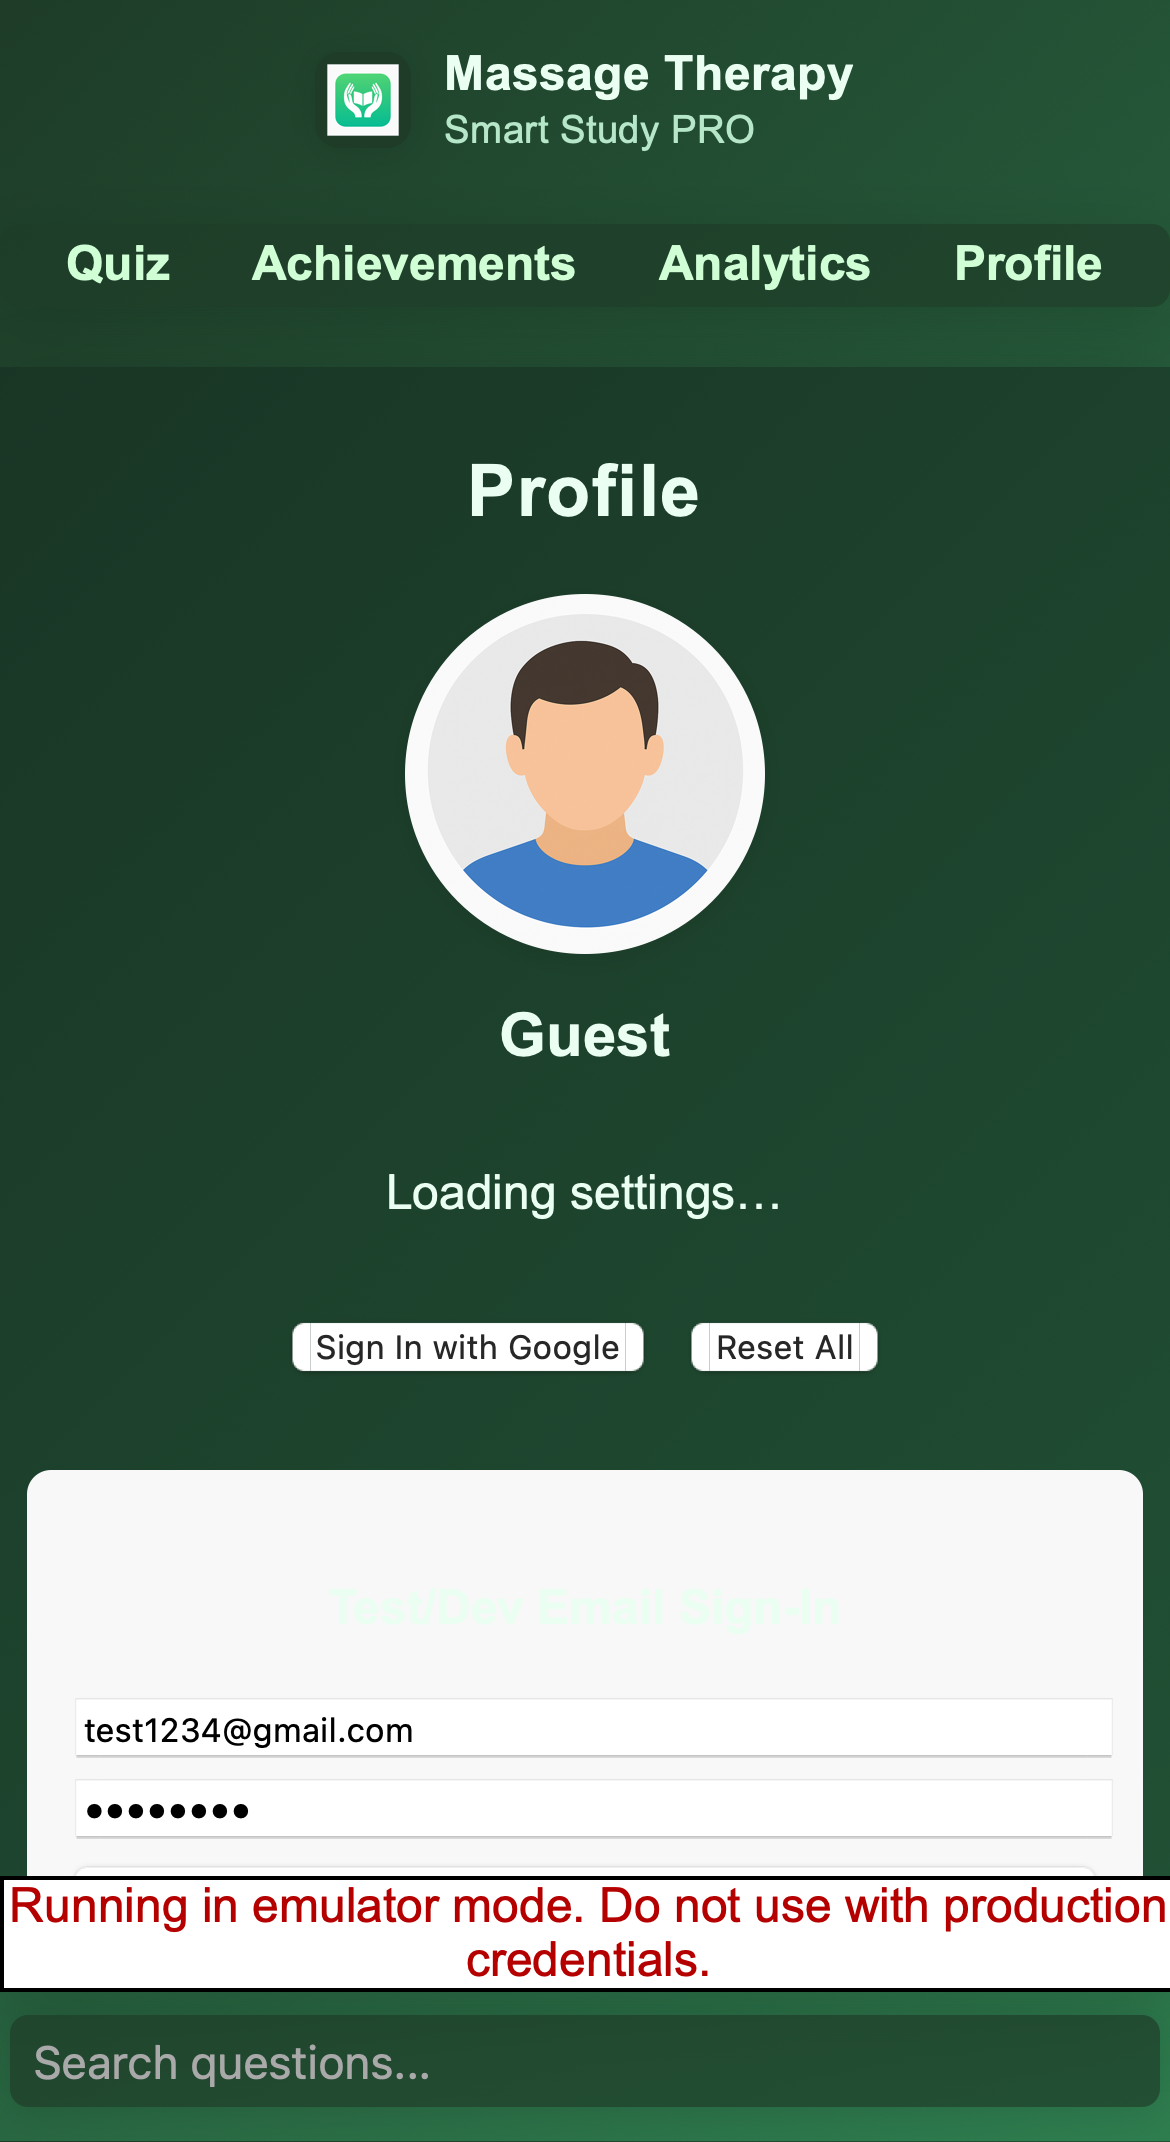 Massage Therapy
Smart Study PRO
Quiz Achievements Analytics Profile
Profile
Guest
Loading settings…
Sign In with Google Reset All
Test/Dev Email Sign-In
test1234@gmail.com
••••••••
Running in emulator mode. Do not use with production
credentials.
Search questions...